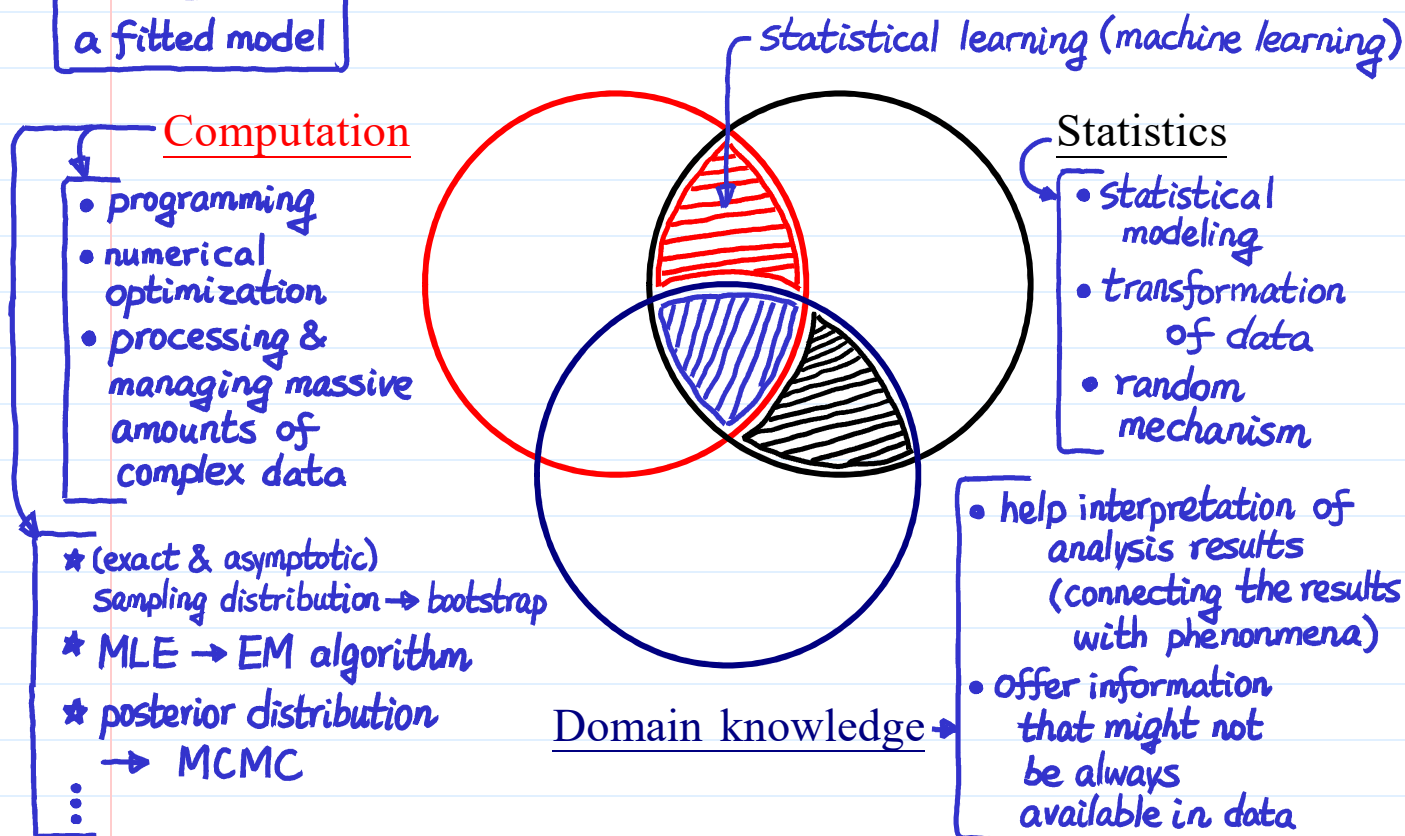 a fitted model
statistical learning (machine learning)
Computation
• programming
• numerical
optimization
• processing &
managing massive
amounts of
complex data
★ (exact & asymptotic)
sampling distribution → bootstrap
★ MLE → EM algorithm
★ posterior distribution
→ MCMC
⋮
Statistics
• statistical
modeling
• transformation
of data
• random
mechanism
Domain knowledge
• help interpretation of
analysis results
(connecting the results
with phenonmena)
• offer information
that might not
be always
available in data